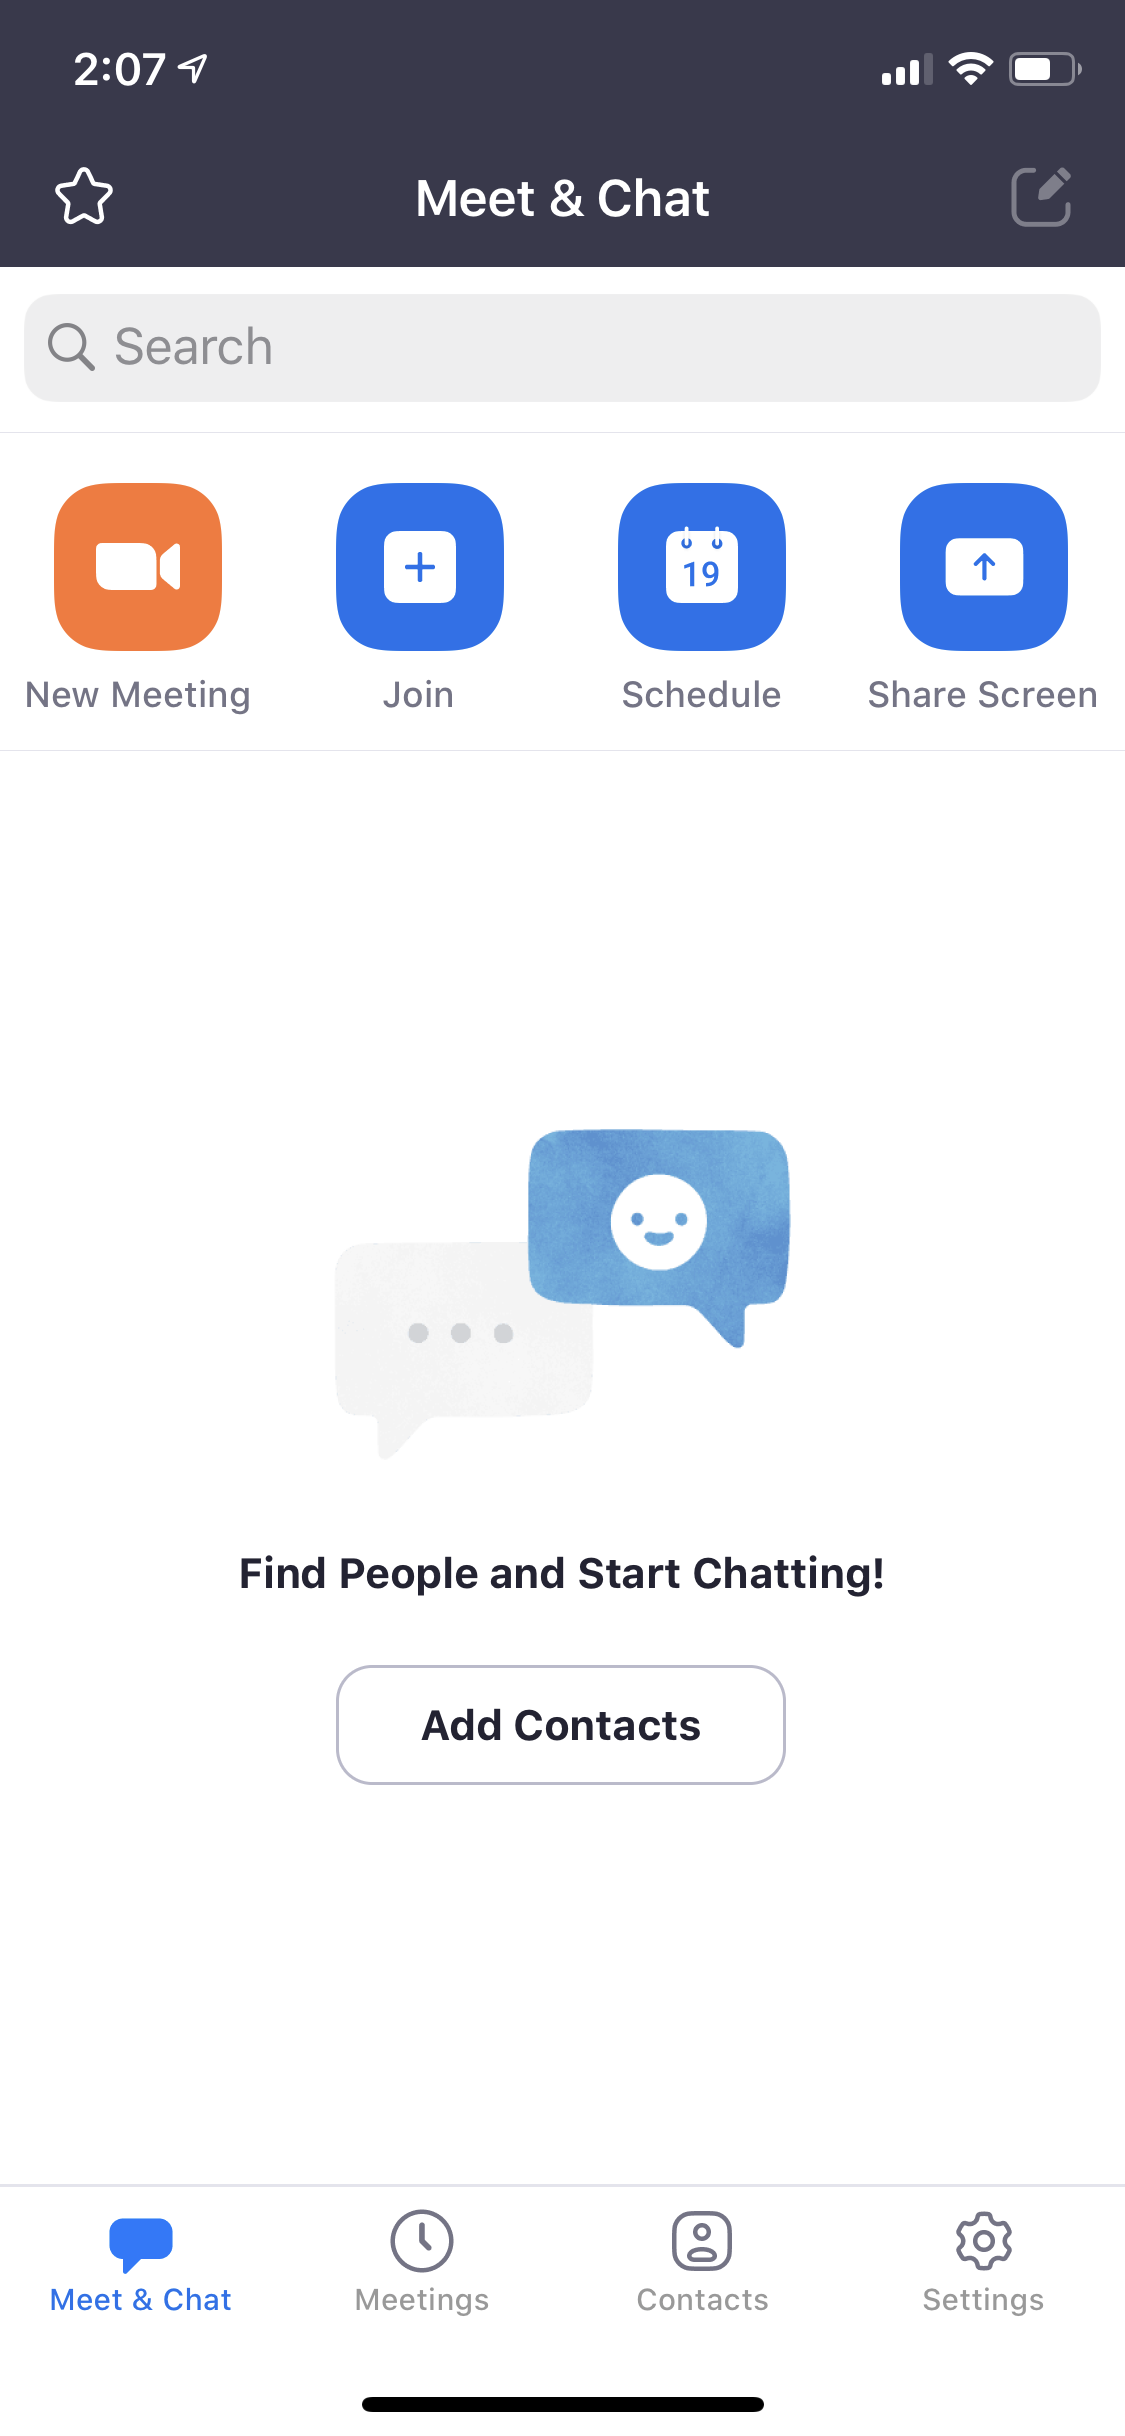 2:07
Meet & Chat
Search
19
New Meeting
Join
Schedule
Share Screen
Find People and Start Chatting!
Add Contacts
Meet & Chat
Meetings
Contacts
Settings